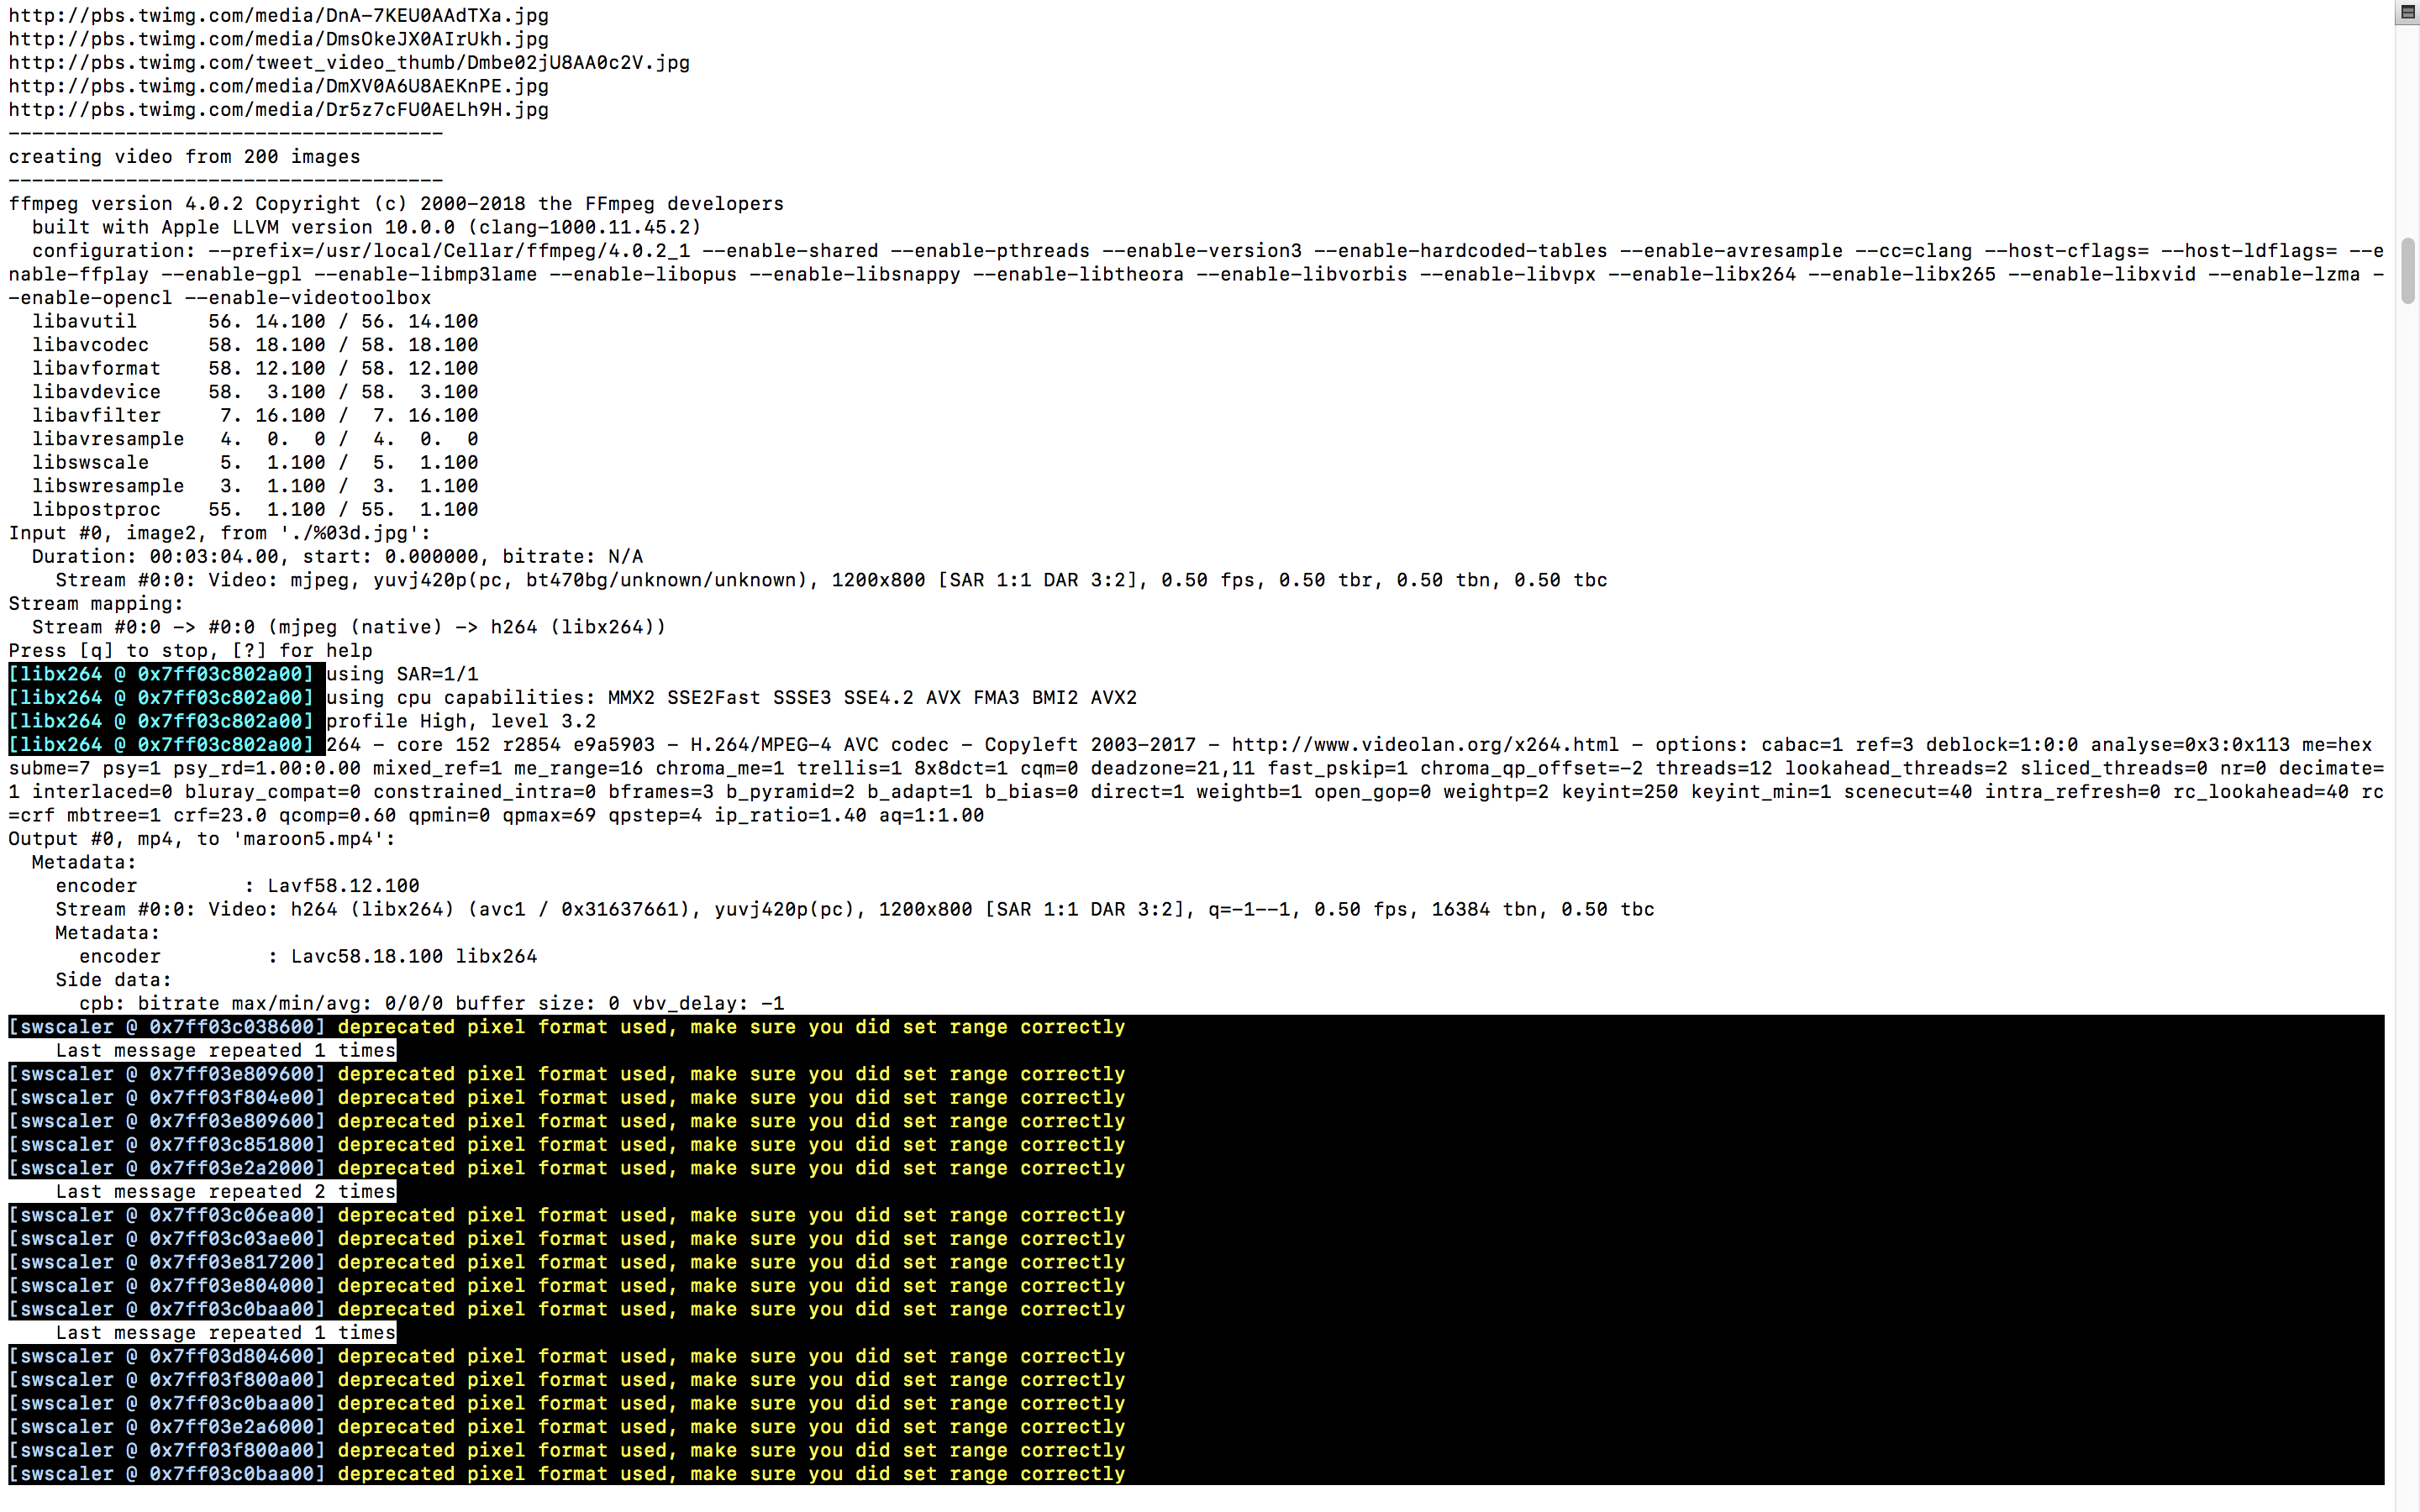 http://pbs.twimg.com/media/DnA-7KEU0AAdTXa.jpg
http://pbs.twimg.com/media/DmsOkeJX0AIrUkh.jpg
http://pbs.twimg.com/tweet_video_thumb/Dmbe02jU8AA0c2V.jpg
http://pbs.twimg.com/media/DmXV0A6U8AEKnPE.jpg
http://pbs.twimg.com/media/Dr5z7cFU0AELh9H.jpg
-------------------------------------
creating video from 200 images
-------------------------------------
ffmpeg version 4.0.2 Copyright (c) 2000-2018 the FFmpeg developers
  built with Apple LLVM version 10.0.0 (clang-1000.11.45.2)
  configuration: --prefix=/usr/local/Cellar/ffmpeg/4.0.2_1 --enable-shared --enable-pthreads --enable-version3 --enable-hardcoded-tables --enable-avresample --cc=clang --host-cflags= --host-ldflags= --e
nable-ffplay --enable-gpl --enable-libmp3lame --enable-libopus --enable-libsnappy --enable-libtheora --enable-libvorbis --enable-libvpx --enable-libx264 --enable-libx265 --enable-libxvid --enable-lzma -
-enable-opencl --enable-videotoolbox
  libavutil      56. 14.100 / 56. 14.100
  libavcodec     58. 18.100 / 58. 18.100
  libavformat    58. 12.100 / 58. 12.100
  libavdevice    58.  3.100 / 58.  3.100
  libavfilter     7. 16.100 /  7. 16.100
  libavresample   4.  0.  0 /  4.  0.  0
  libswscale      5.  1.100 /  5.  1.100
  libswresample   3.  1.100 /  3.  1.100
  libpostproc    55.  1.100 / 55.  1.100
Input #0, image2, from './%03d.jpg':
  Duration: 00:03:04.00, start: 0.000000, bitrate: N/A
    Stream #0:0: Video: mjpeg, yuvj420p(pc, bt470bg/unknown/unknown), 1200x800 [SAR 1:1 DAR 3:2], 0.50 fps, 0.50 tbr, 0.50 tbn, 0.50 tbc
Stream mapping:
  Stream #0:0 -> #0:0 (mjpeg (native) -> h264 (libx264))
Press [q] to stop, [?] for help
[libx264 @ 0x7ff03c802a00] using SAR=1/1
[libx264 @ 0x7ff03c802a00] using cpu capabilities: MMX2 SSE2Fast SSSE3 SSE4.2 AVX FMA3 BMI2 AVX2
[libx264 @ 0x7ff03c802a00] profile High, level 3.2
[libx264 @ 0x7ff03c802a00] 264 - core 152 r2854 e9a5903 - H.264/MPEG-4 AVC codec - Copyleft 2003-2017 - http://www.videolan.org/x264.html - options: cabac=1 ref=3 deblock=1:0:0 analyse=0x3:0x113 me=hex
subme=7 psy=1 psy_rd=1.00:0.00 mixed_ref=1 me_range=16 chroma_me=1 trellis=1 8x8dct=1 cqm=0 deadzone=21,11 fast_pskip=1 chroma_qp_offset=-2 threads=12 lookahead_threads=2 sliced_threads=0 nr=0 decimate=
1 interlaced=0 bluray_compat=0 constrained_intra=0 bframes=3 b_pyramid=2 b_adapt=1 b_bias=0 direct=1 weightb=1 open_gop=0 weightp=2 keyint=250 keyint_min=1 scenecut=40 intra_refresh=0 rc_lookahead=40 rc
=crf mbtree=1 crf=23.0 qcomp=0.60 qpmin=0 qpmax=69 qpstep=4 ip_ratio=1.40 aq=1:1.00
Output #0, mp4, to 'maroon5.mp4':
  Metadata:
    encoder         : Lavf58.12.100
    Stream #0:0: Video: h264 (libx264) (avc1 / 0x31637661), yuvj420p(pc), 1200x800 [SAR 1:1 DAR 3:2], q=-1--1, 0.50 fps, 16384 tbn, 0.50 tbc
    Metadata:
      encoder         : Lavc58.18.100 libx264
    Side data:
      cpb: bitrate max/min/avg: 0/0/0 buffer size: 0 vbv_delay: -1
[swscaler @ 0x7ff03c038600] deprecated pixel format used, make sure you did set range correctly
    Last message repeated 1 times
[swscaler @ 0x7ff03e809600] deprecated pixel format used, make sure you did set range correctly
[swscaler @ 0x7ff03f804e00] deprecated pixel format used, make sure you did set range correctly
[swscaler @ 0x7ff03e809600] deprecated pixel format used, make sure you did set range correctly
[swscaler @ 0x7ff03c851800] deprecated pixel format used, make sure you did set range correctly
[swscaler @ 0x7ff03e2a2000] deprecated pixel format used, make sure you did set range correctly
    Last message repeated 2 times
[swscaler @ 0x7ff03c06ea00] deprecated pixel format used, make sure you did set range correctly
[swscaler @ 0x7ff03c03ae00] deprecated pixel format used, make sure you did set range correctly
[swscaler @ 0x7ff03e817200] deprecated pixel format used, make sure you did set range correctly
[swscaler @ 0x7ff03e804000] deprecated pixel format used, make sure you did set range correctly
[swscaler @ 0x7ff03c0baa00] deprecated pixel format used, make sure you did set range correctly
    Last message repeated 1 times
[swscaler @ 0x7ff03d804600] deprecated pixel format used, make sure you did set range correctly
[swscaler @ 0x7ff03f800a00] deprecated pixel format used, make sure you did set range correctly
[swscaler @ 0x7ff03c0baa00] deprecated pixel format used, make sure you did set range correctly
[swscaler @ 0x7ff03e2a6000] deprecated pixel format used, make sure you did set range correctly
[swscaler @ 0x7ff03f800a00] deprecated pixel format used, make sure you did set range correctly
[swscaler @ 0x7ff03c0baa00] deprecated pixel format used, make sure you did set range correctly